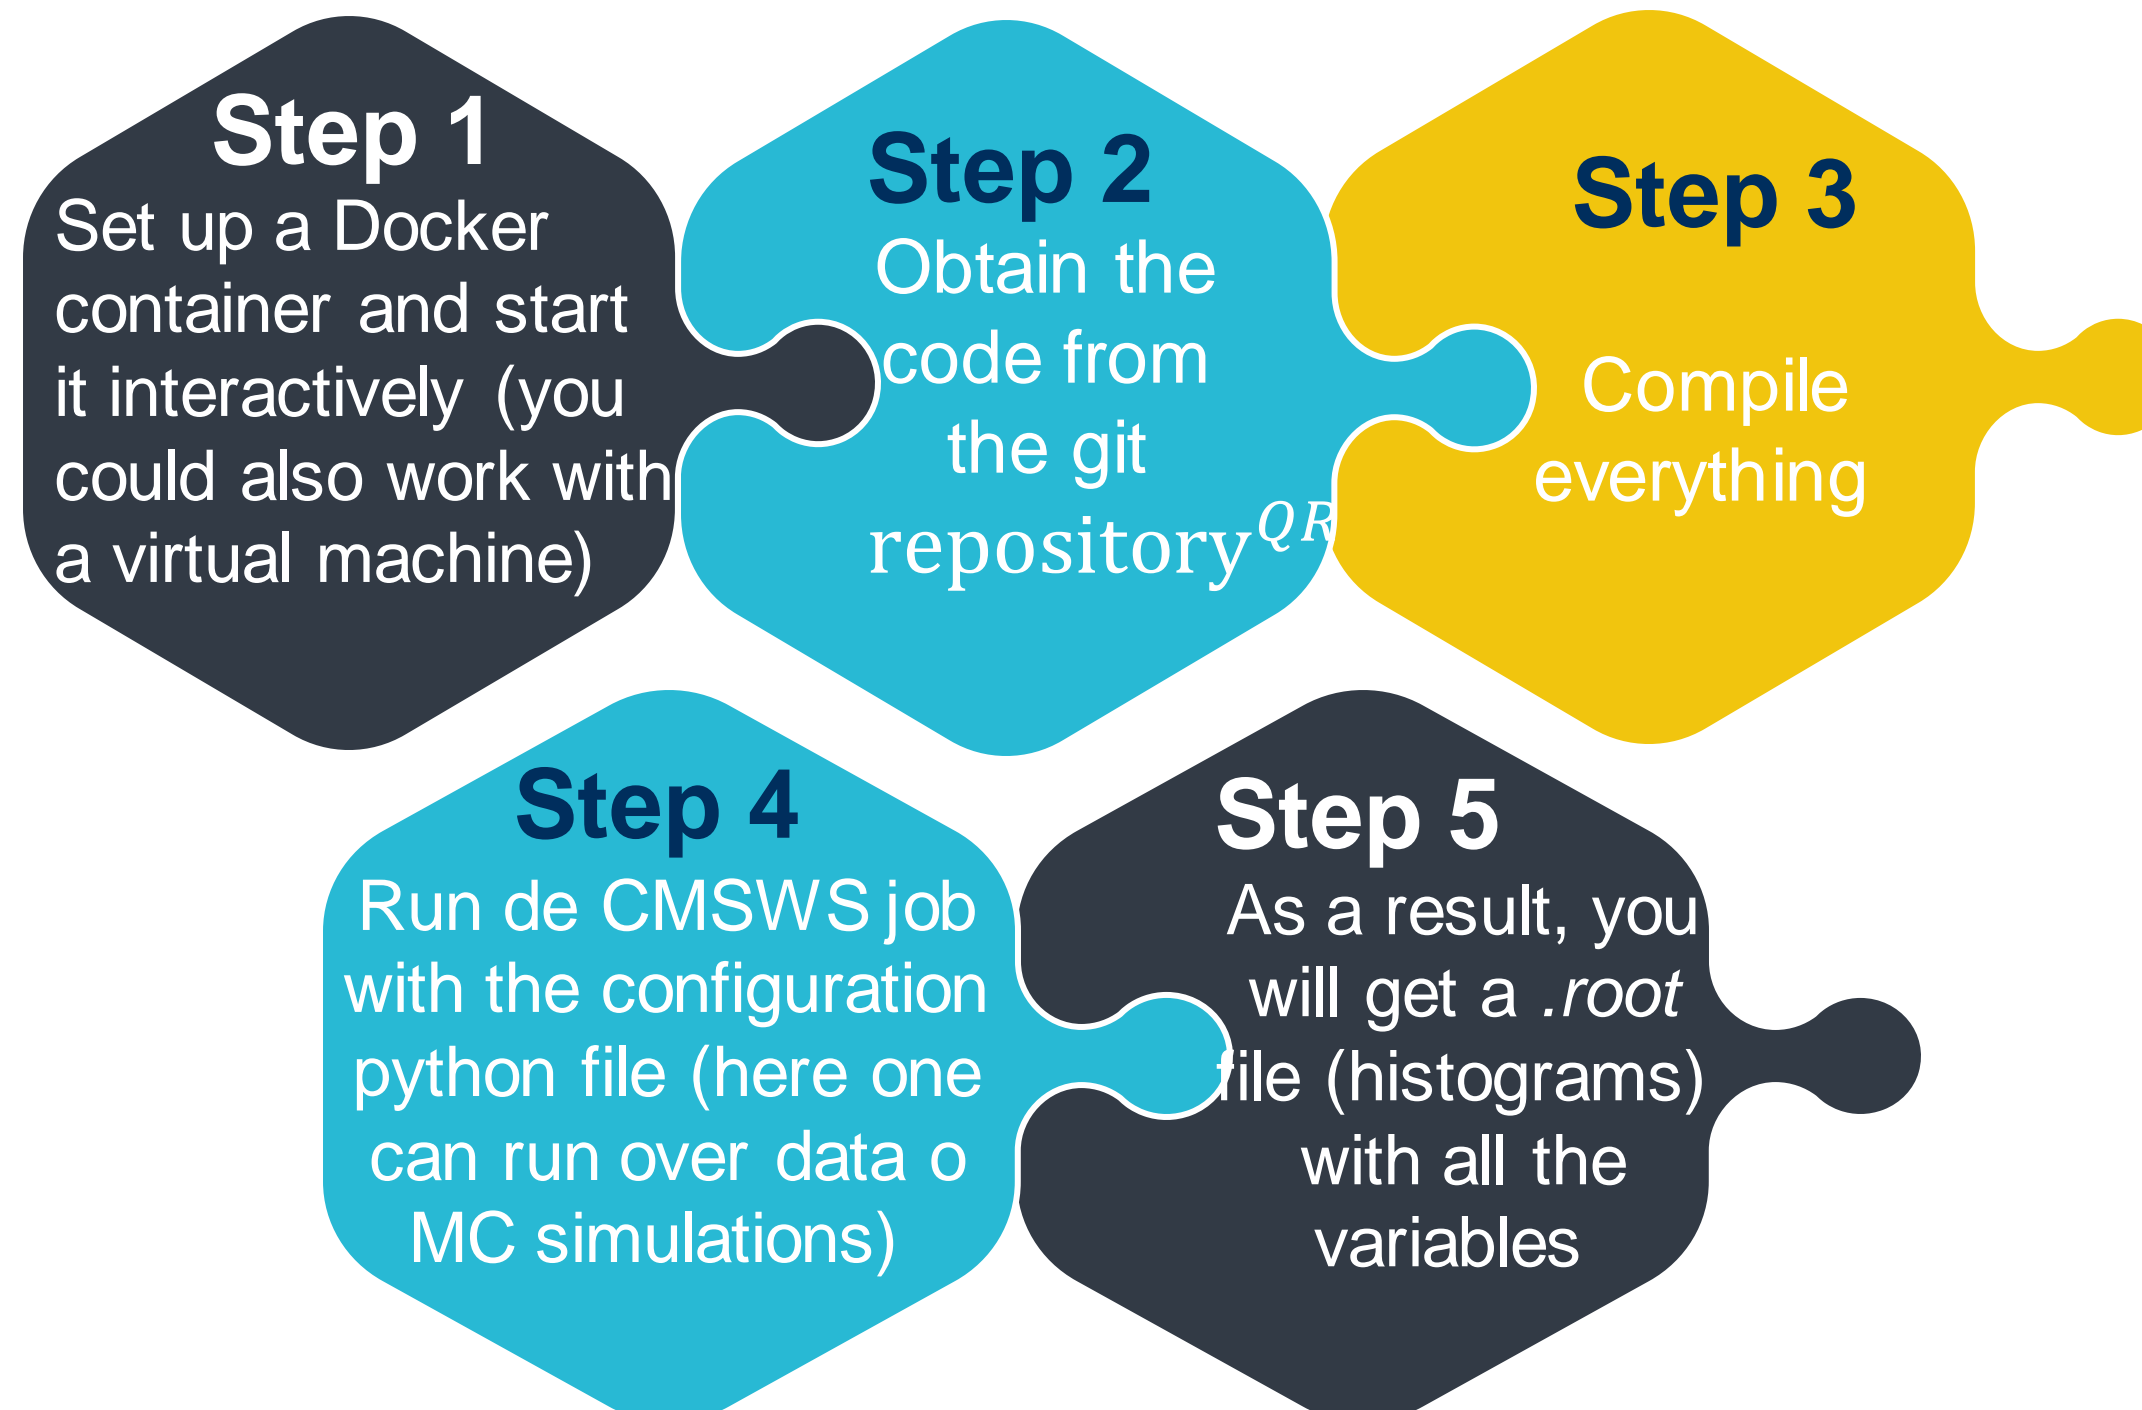 Step 1
Set up a Docker
container and start
it interactively (you
could also work with
a virtual machine)
Step 2
Obtain the
code from
the git
repository^QR
Step 3
Compile
everything
Step 4
Run de CMSWS job
with the configuration
python file (here one
can run over data o
MC simulations)
Step 5
As a result, you
will get a .root
file (histograms)
with all the
variables